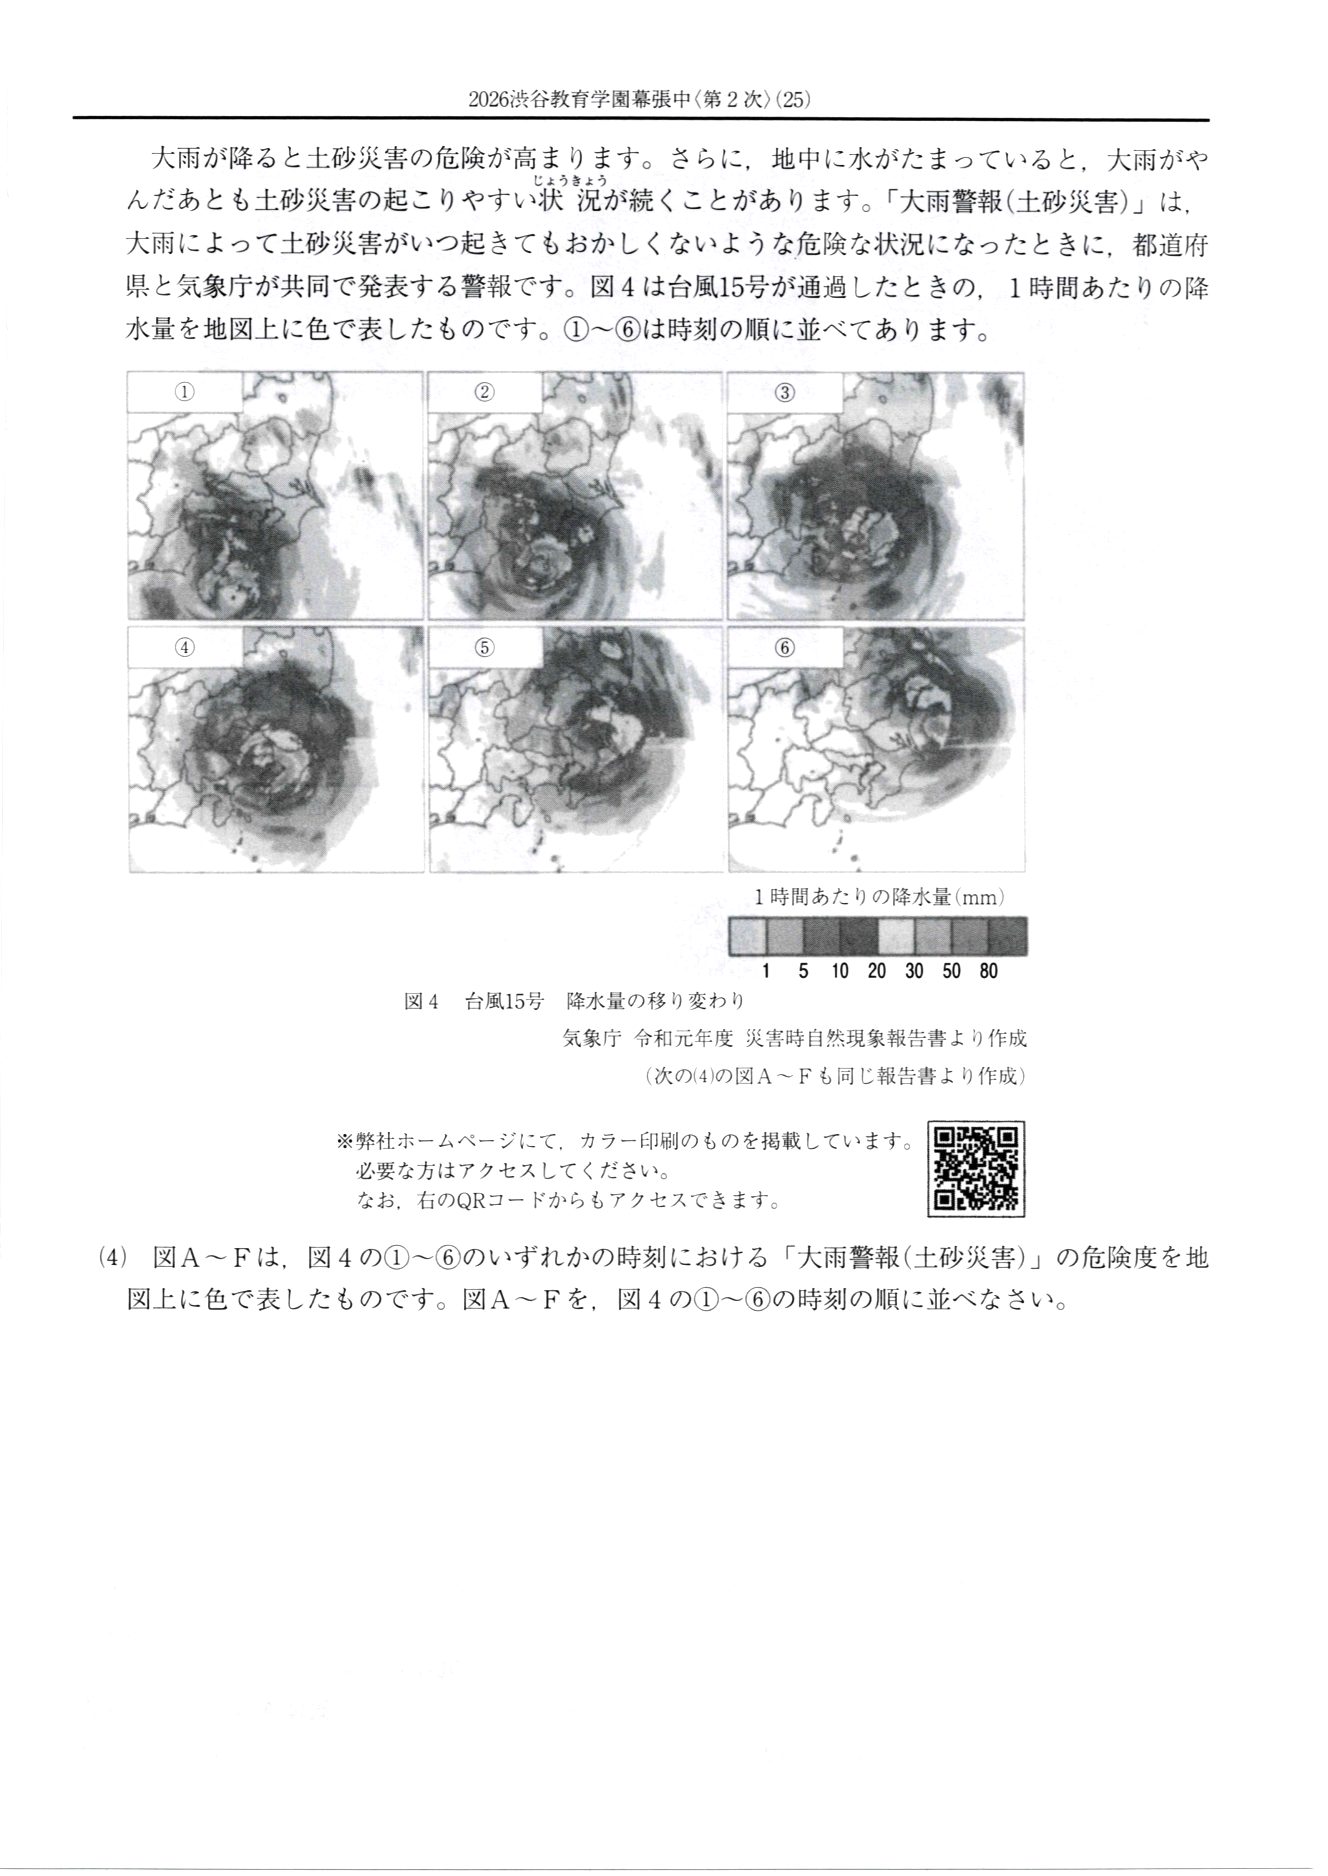 2026渋谷教育学園幕張中〈第2次〉(25)
大雨が降ると土砂災害の危険が高まります。さらに，地中に水がたまっていると，大雨がや
じょうきょう
んだあとも土砂災害の起こりやすい状況が続くことがあります。「大雨警報(土砂災害)」は，
大雨によって土砂災害がいつ起きてもおかしくないような危険な状況になったときに，都道府
県と気象庁が共同で発表する警報です。図4は台風15号が通過したときの，1時間あたりの降
水量を地図上に色で表したものです。①～⑥は時刻の順に並べてあります。
① ② ③
④ ⑤ ⑥
1時間あたりの降水量(mm)
1 5 10 20 30 50 80
図4 台風15号 降水量の移り変わり
気象庁 令和元年度 災害時自然現象報告書より作成
(次の(4)の図A～Fも同じ報告書より作成)
※弊社ホームページにて，カラー印刷のものを掲載しています。
必要な方はアクセスしてください。
なお，右のQRコードからもアクセスできます。
(4) 図A～Fは，図4の①～⑥のいずれかの時刻における「大雨警報(土砂災害)」の危険度を地
図上に色で表したものです。図A～Fを，図4の①～⑥の時刻の順に並べなさい。